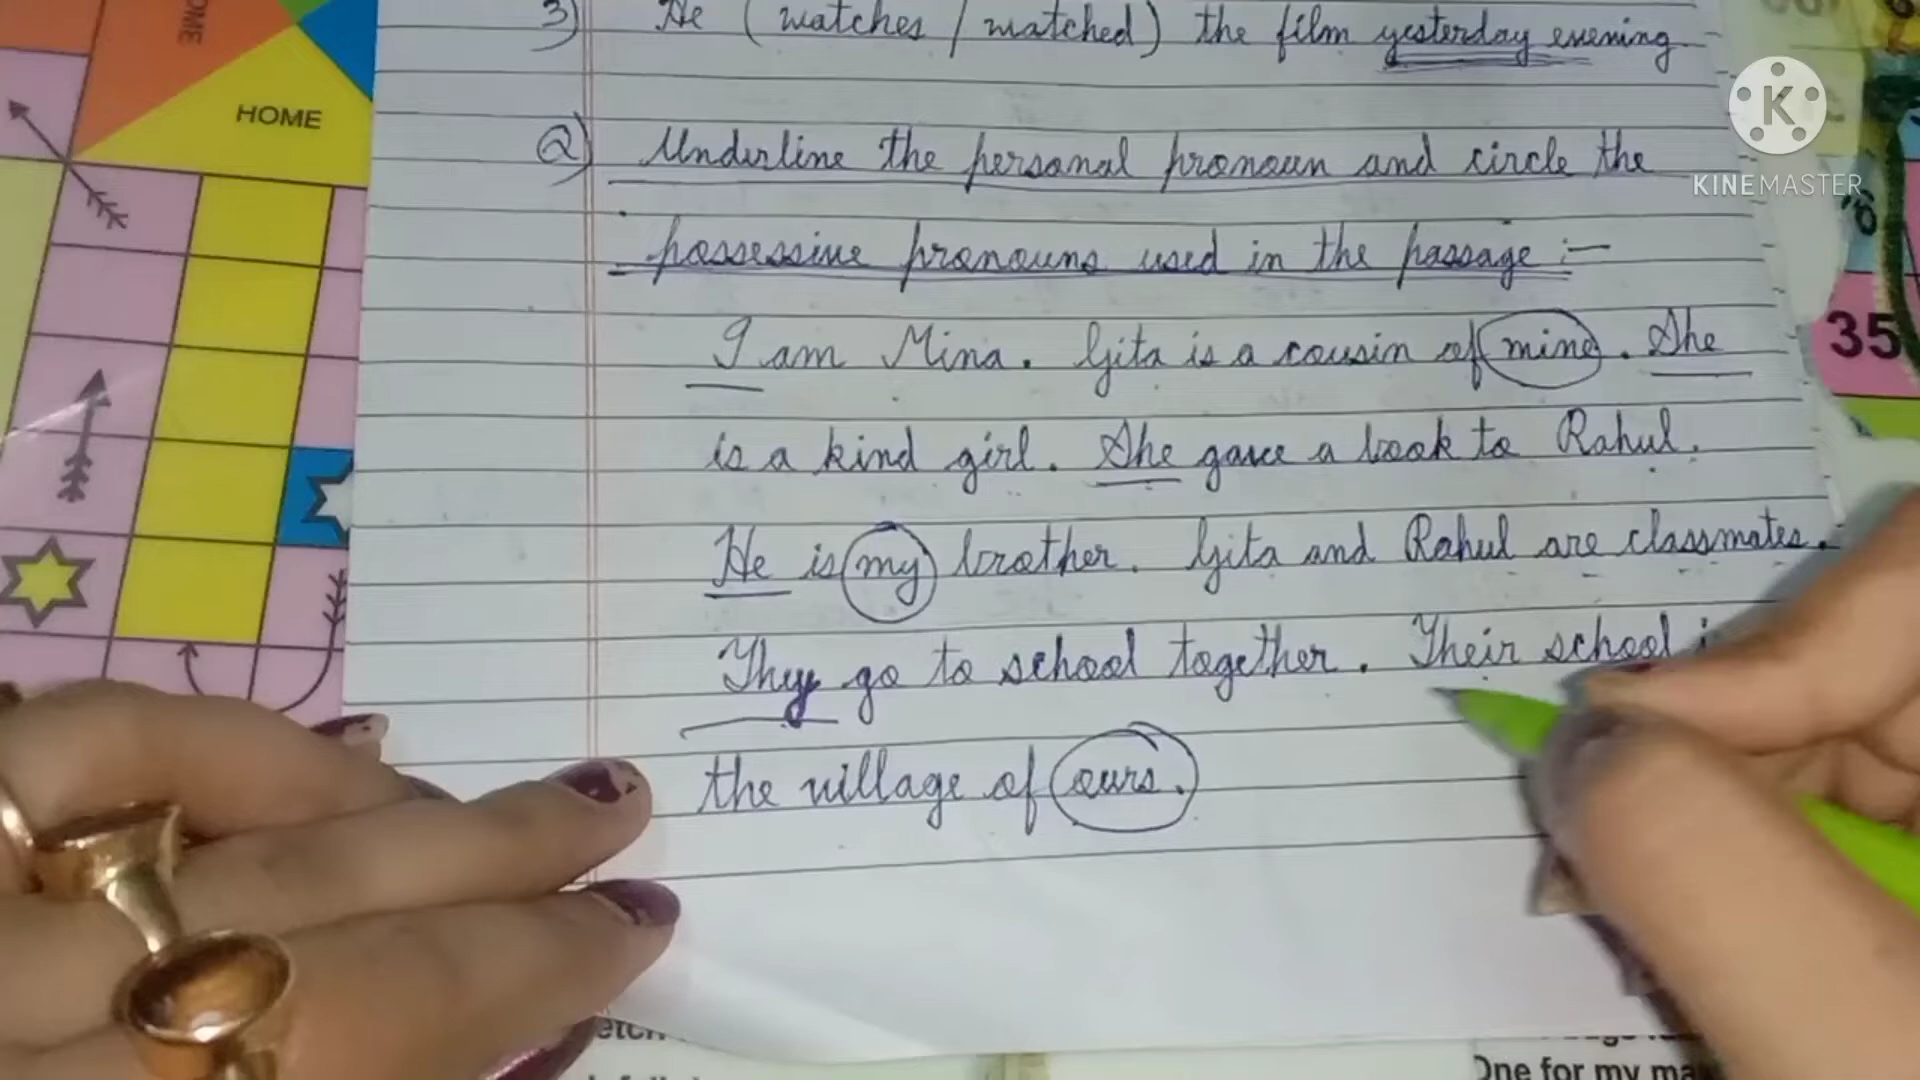 OME
HOME
3) He (watches / watched) the film yesterday evening
K
KINEMASTER
Q) Underline the personal pronoun and circle the
possessive pronouns used in the passage :-
I am Mina. Gita is a cousin of mine. She
is a kind girl. She gave a book to Rahul.
He is my brother. Gita and Rahul are classmates.
They go to school together. Their school
the village of ours.
35
One for my